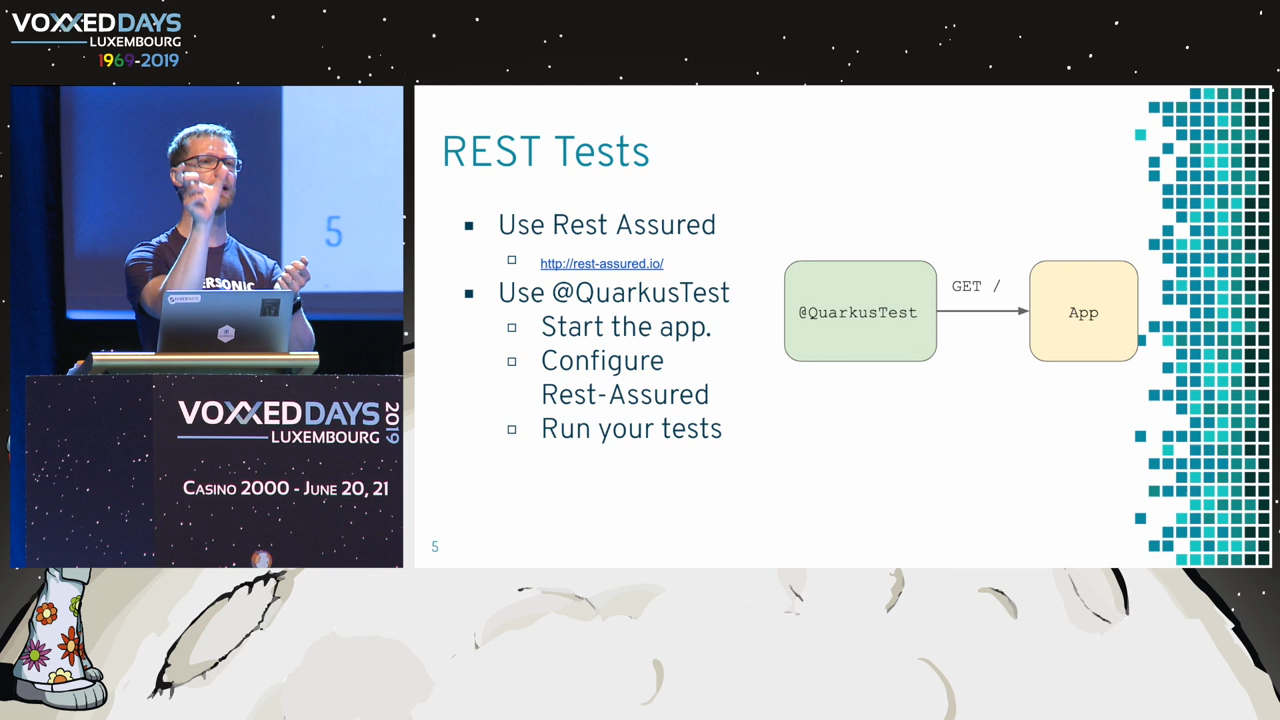 VOXXEDDAYS
LUXEMBOURG
1969-2019
5
VOXXEDDAYS
2019
LUXEMBOURG
CASINO 2000 - JUNE 20, 21
REST Tests
Use Rest Assured
http://rest-assured.io/
Use @QuarkusTest
Start the app.
Configure
Rest-Assured
Run your tests
@QuarkusTest
GET /
App
5